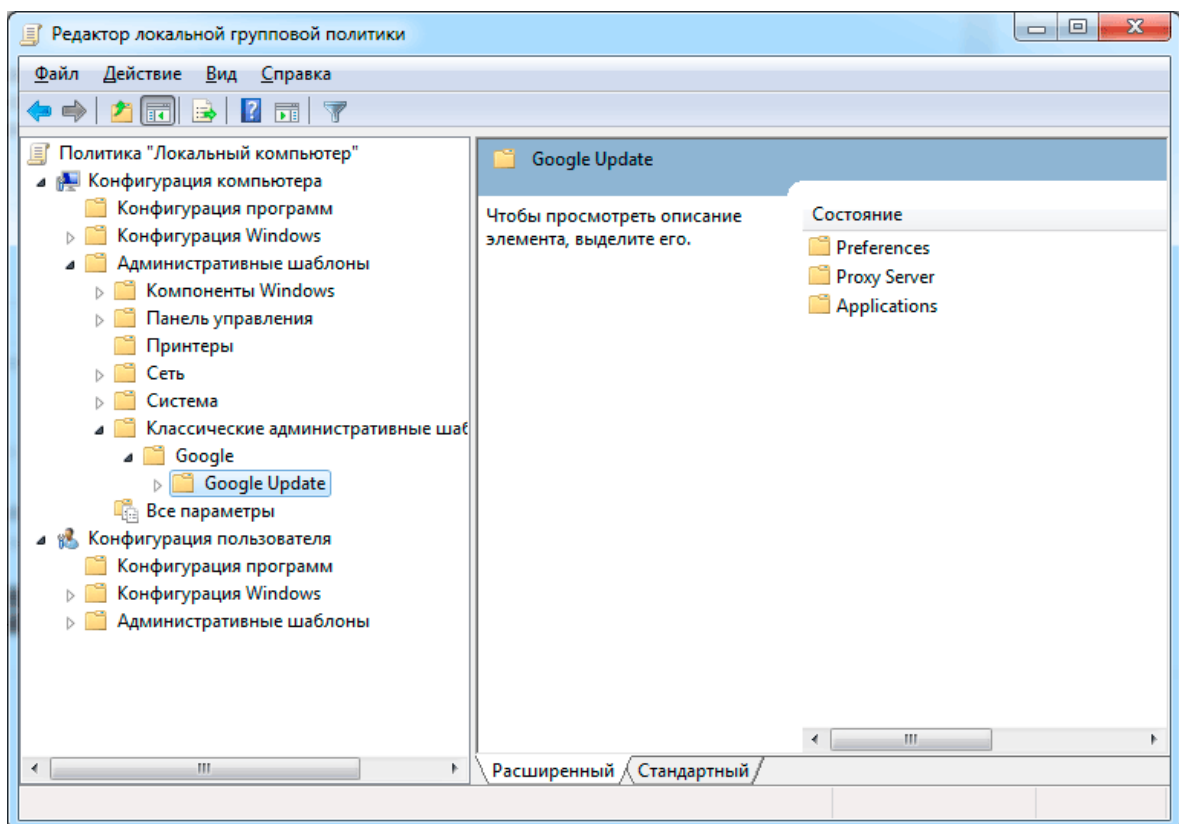 Редактор локальной групповой политики
Файл Действие Вид Справка
Политика "Локальный компьютер"
Конфигурация компьютера
Конфигурация программ
Конфигурация Windows
Административные шаблоны
Компоненты Windows
Панель управления
Принтеры
Сеть
Система
Классические административные шаб
Google
Google Update
Все параметры
Конфигурация пользователя
Конфигурация программ
Конфигурация Windows
Административные шаблоны
Google Update
Чтобы просмотреть описание
элемента, выделите его.
Состояние
Preferences
Proxy Server
Applications
Расширенный Стандартный